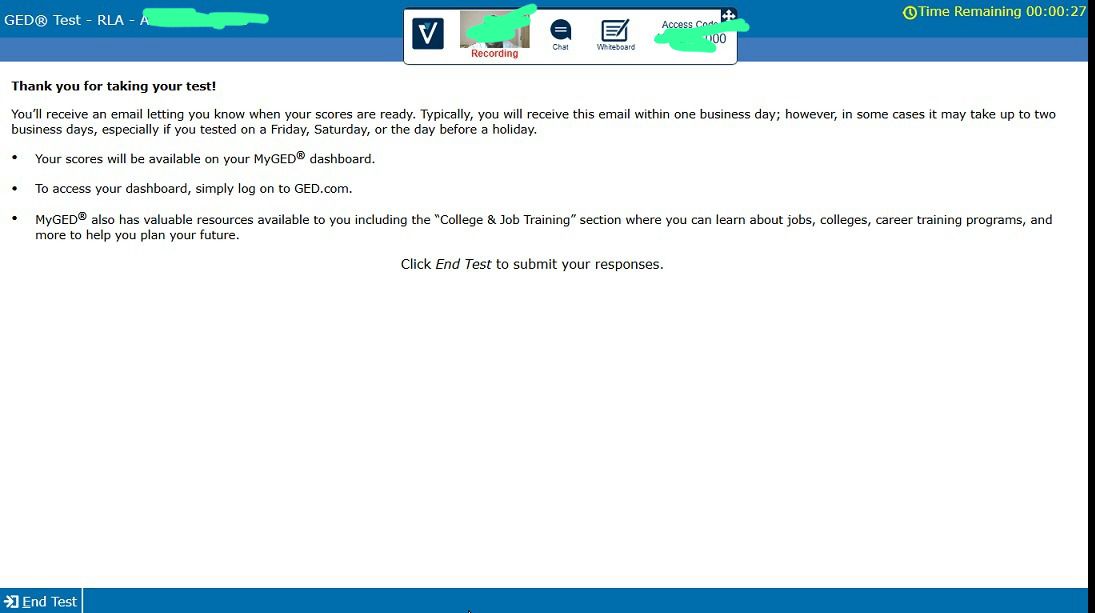 GED® Test - RLA - A
Time Remaining 00:00:27
Recording
Chat
Whiteboard
Access Code
000
Thank you for taking your test!
You’ll receive an email letting you know when your scores are ready. Typically, you will receive this email within one business day; however, in some cases it may take up to two
business days, especially if you tested on a Friday, Saturday, or the day before a holiday.
• Your scores will be available on your MyGED® dashboard.
• To access your dashboard, simply log on to GED.com.
• MyGED® also has valuable resources available to you including the “College & Job Training” section where you can learn about jobs, colleges, career training programs, and
more to help you plan your future.
Click End Test to submit your responses.
End Test